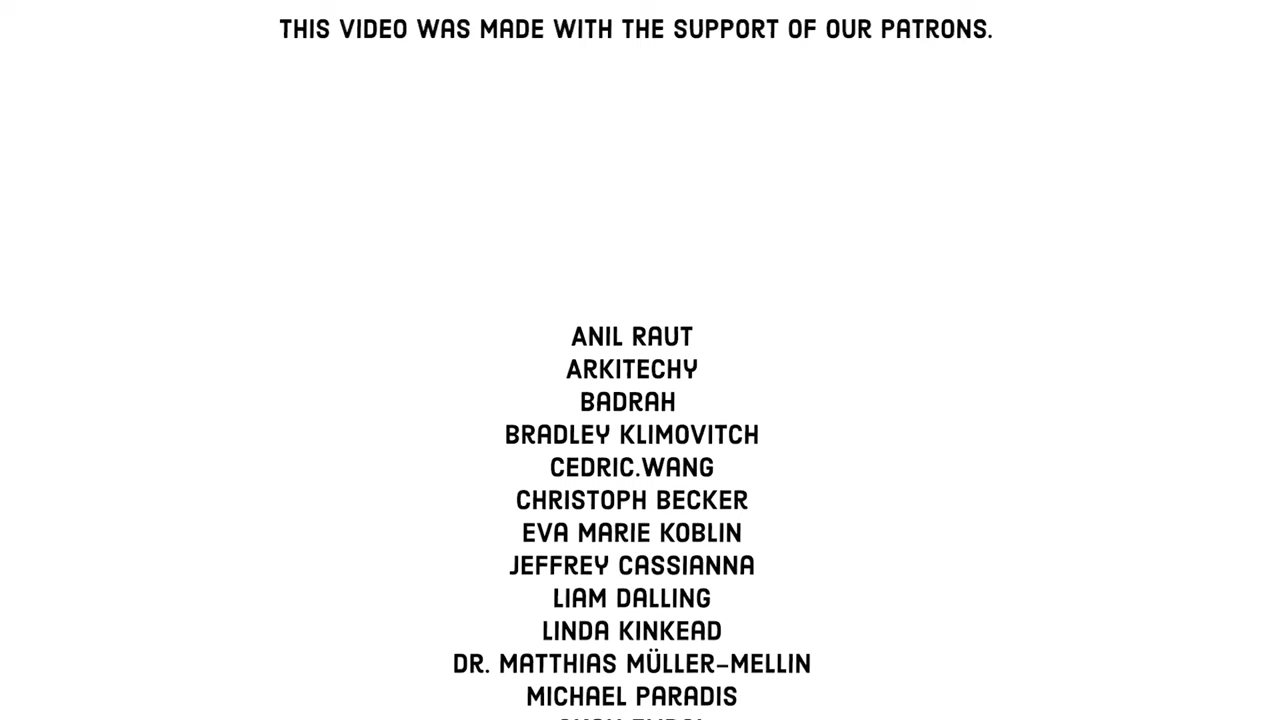 THIS VIDEO WAS MADE WITH THE SUPPORT OF OUR PATRONS.
ANIL RAUT
ARKITECHY
BADRAH
BRADLEY KLIMOVITCH
CEDRIC.WANG
CHRISTOPH BECKER
EVA MARIE KOBLIN
JEFFREY CASSIANNA
LIAM DALLING
LINDA KINKEAD
DR. MATTHIAS MÜLLER-MELLIN
MICHAEL PARADIS